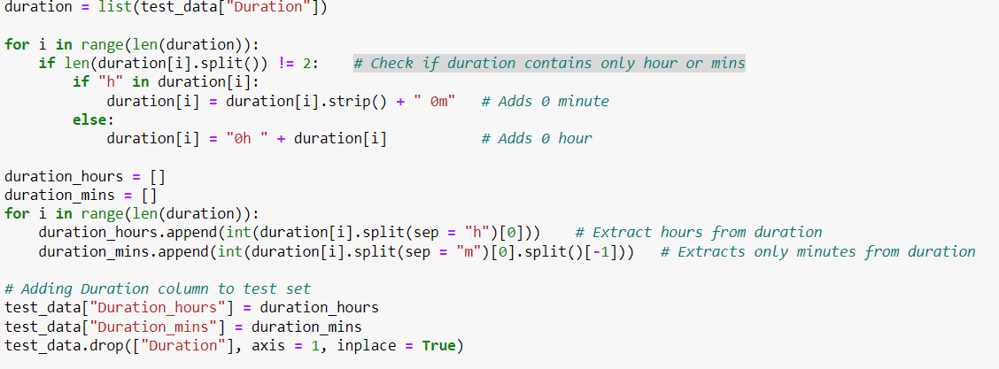 duration = list(test_data["Duration"])
for i in range(len(duration)):
    if len(duration[i].split()) != 2:    # Check if duration contains only hour or mins
        if "h" in duration[i]:
            duration[i] = duration[i].strip() + " 0m"   # Adds 0 minute
        else:
            duration[i] = "0h " + duration[i]           # Adds 0 hour
duration_hours = []
duration_mins = []
for i in range(len(duration)):
    duration_hours.append(int(duration[i].split(sep = "h")[0]))    # Extract hours from duration
    duration_mins.append(int(duration[i].split(sep = "m")[0].split()[-1]))   # Extracts only minutes from duration
# Adding Duration column to test set
test_data["Duration_hours"] = duration_hours
test_data["Duration_mins"] = duration_mins
test_data.drop(["Duration"], axis = 1, inplace = True)